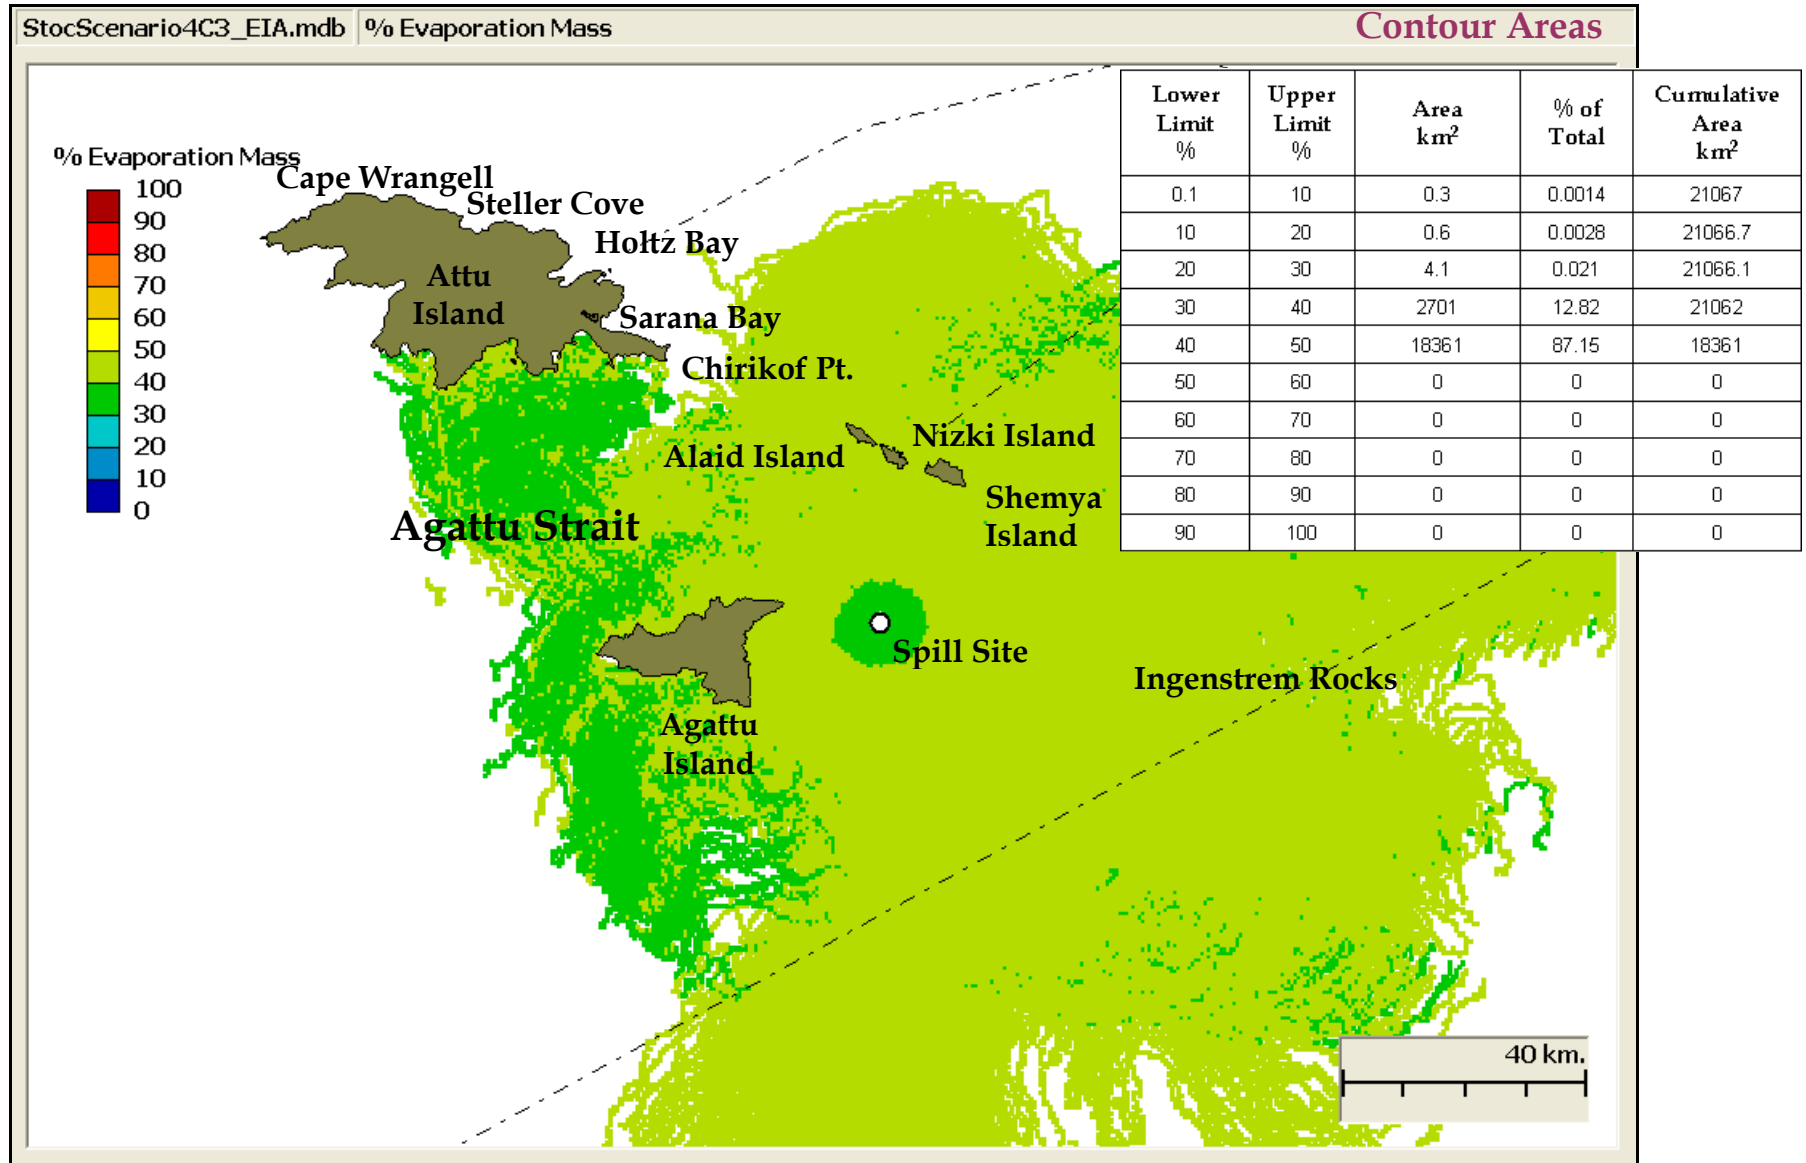 StocScenario4C3_EIA.mdb % Evaporation Mass Contour Areas
% Evaporation Mass
100
90
80
70
60
50
40
30
20
10
0
Cape Wrangell
Steller Cove
Holtz Bay
Attu
Island
Sarana Bay
Chirikof Pt.
Nizki Island
Alaid Island
Shemya
Island
Agattu Strait
Spill Site
Ingenstrem Rocks
Agattu
Island
40 km.
Lower Limit % Upper Limit % Area km² % of Total Cumulative Area km²
0.1 10 0.3 0.0014 21067
10 20 0.6 0.0028 21066.7
20 30 4.1 0.021 21066.1
30 40 2701 12.82 21062
40 50 18361 87.15 18361
50 60 0 0 0
60 70 0 0 0
70 80 0 0 0
80 90 0 0 0
90 100 0 0 0